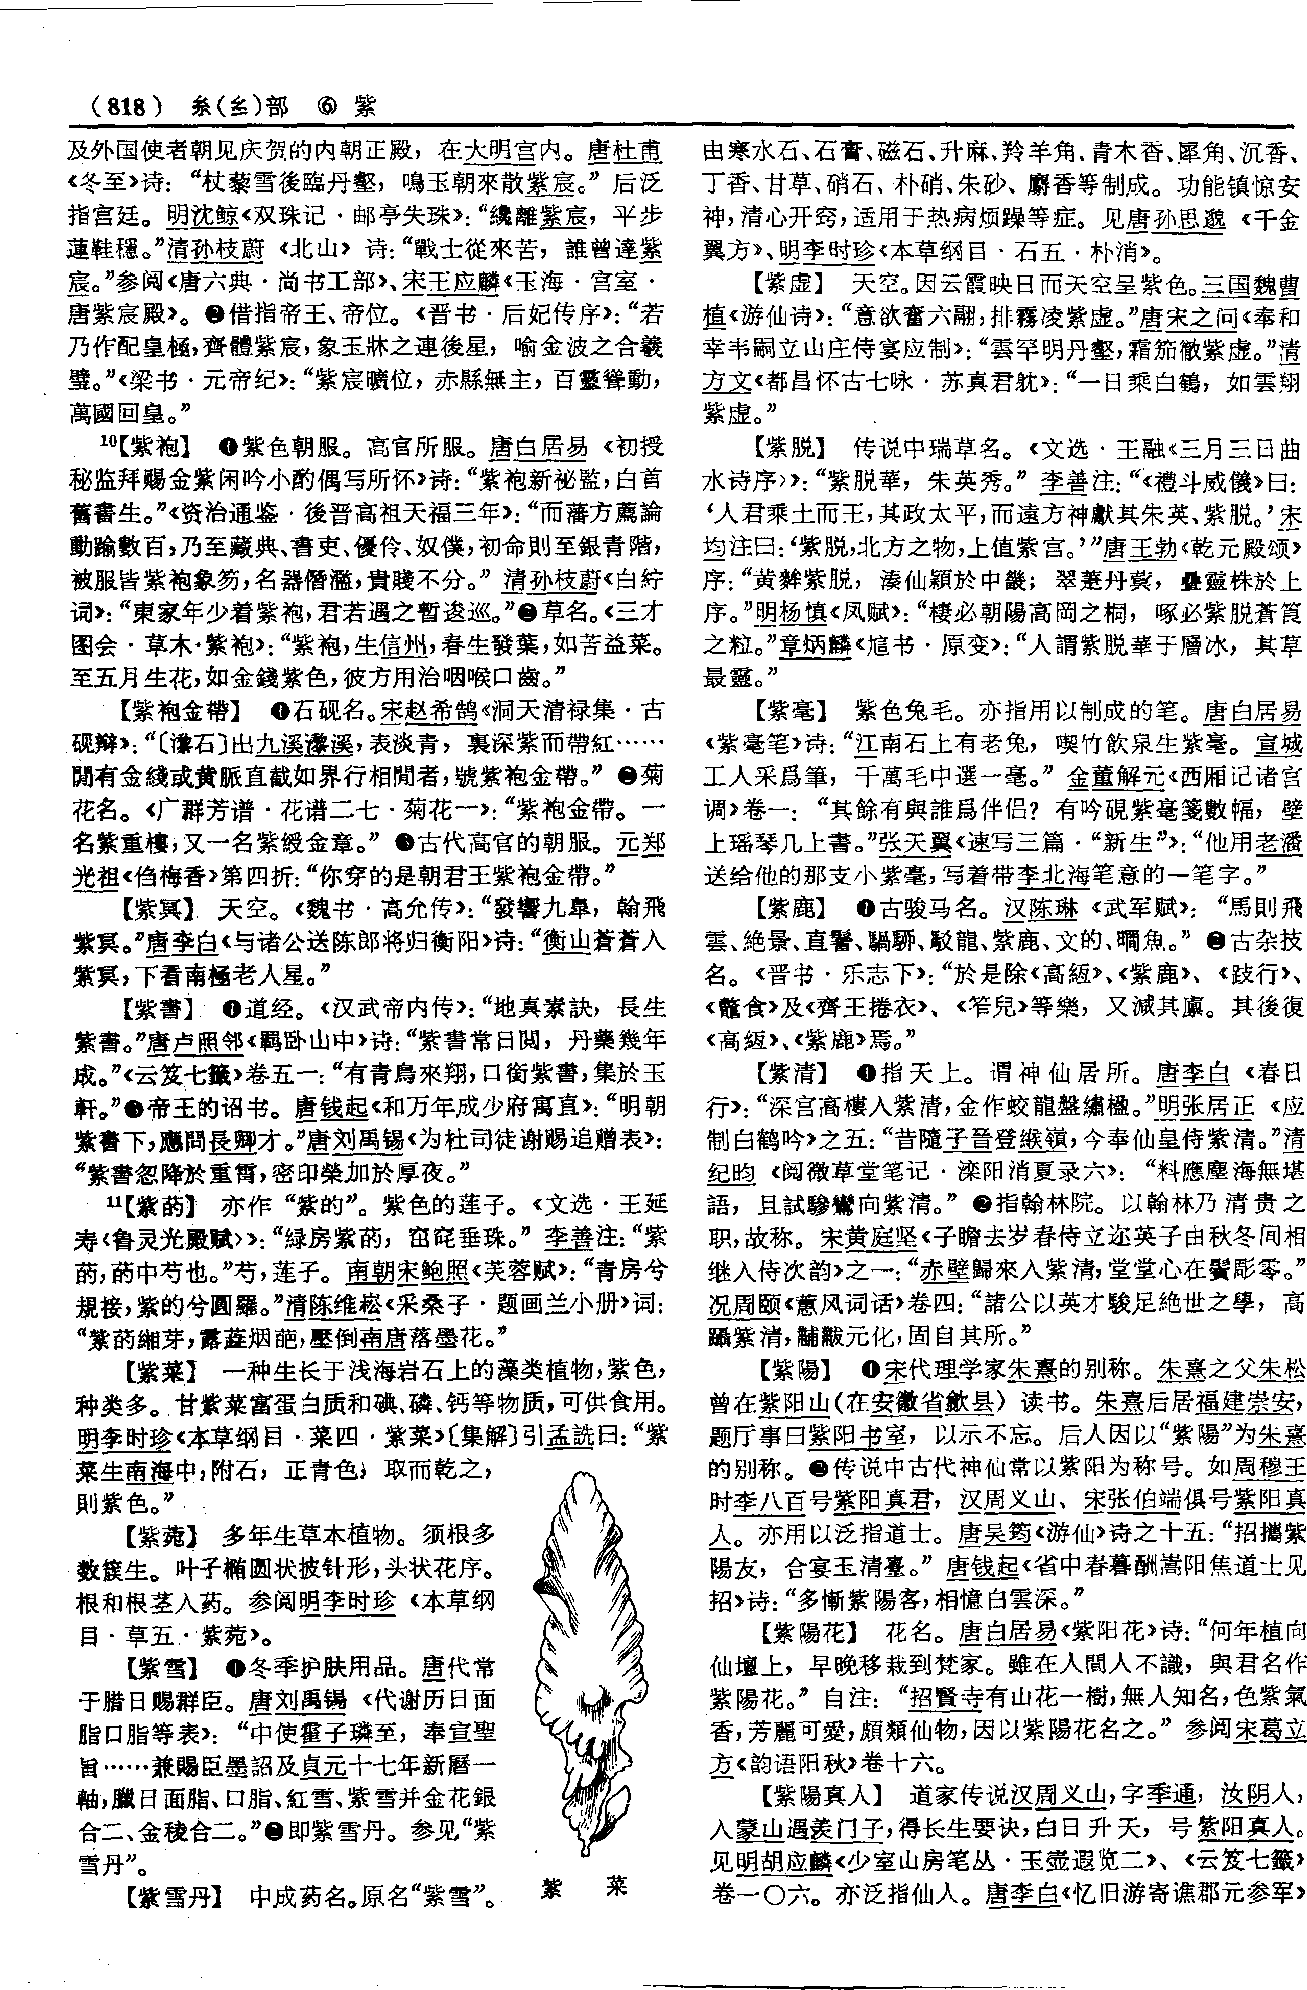 (818) 糸(纟)部 ⑥ 紫
及外国使者朝见庆贺的内朝正殿，在大明宫内。唐杜甫
《冬至》诗：“杖藜雪後臨丹壑，鳴玉朝來散紫宸。”后泛
指宫廷。明沈鲸《双珠记·邮亭失珠》：“纔離紫宸，平步
蓮鞋穩。”清孙枝蔚《北山》诗：“戰士從來苦，誰曾達紫
宸。”参阅《唐六典·尚书工部》、宋王应麟《玉海·宫室·
唐紫宸殿》。❷借指帝王、帝位。《晋书·后妃传序》：“若
乃作配皇極，齊體紫宸，象玉牀之連後星，喻金波之合羲
璧。”《梁书·元帝纪》：“紫宸曠位，赤縣無主，百靈聳動，
萬國回皇。”
10【紫袍】 ❶紫色朝服。高官所服。唐白居易《初授
秘监拜赐金紫闲吟小酌偶写所怀》诗：“紫袍新祕監，白首
舊書生。”《资治通鉴·後晋高祖天福三年》：“而藩方薦論
動踰數百，乃至藏典、書吏、優伶、奴僕，初命則至銀青階，
被服皆紫袍象笏，名器僭濫，貴賤不分。”清孙枝蔚《白紵
词》：“東家年少着紫袍，君若遇之暫逡巡。”❷草名。《三才
图会·草木·紫袍》：“紫袍，生信州，春生發葉，如苦益菜。
至五月生花，如金錢紫色，彼方用治咽喉口齒。”
【紫袍金帶】 ❶石砚名。宋赵希鹄《洞天清禄集·古
砚辩》：“〔灤石〕出九溪灤溪，表淡青，裏深紫而帶紅……
閒有金綫或黄脈直截如界行相間者，號紫袍金帶。”❷菊
花名。《广群芳谱·花谱二七·菊花一》：“紫袍金帶。一
名紫重樓，又一名紫綬金章。”❸古代高官的朝服。元郑
光祖《㑇梅香》第四折：“你穿的是朝君王紫袍金帶。”
【紫冥】 天空。《魏书·高允传》：“發響九皋，翰飛
紫冥。”唐李白《与诸公送陈郎将归衡阳》诗：“衡山蒼蒼入
紫冥，下看南極老人星。”
【紫書】 ❶道经。《汉武帝内传》：“地真素訣，長生
紫書。”唐卢照邻《羁卧山中》诗：“紫書常日閲，丹藥幾年
成。”《云笈七籤》卷五一：“有青鳥來翔，口銜紫書，集於玉
軒。”❷帝王的诏书。唐钱起《和万年成少府寓直》：“明朝
紫書下，應問長卿才。”唐刘禹锡《为杜司徒谢赐追赠表》：
“紫書忽降於重霄，密印榮加於厚夜。”
11【紫菂】 亦作“紫的”。紫色的莲子。《文选·王延
寿〈鲁灵光殿赋〉》：“緑房紫菂，窋窀垂珠。”李善注：“紫
菂，菂中芍也。”芍，莲子。南朝宋鲍照《芙蓉赋》：“青房兮
規接，紫的兮圓羅。”清陈维崧《采桑子·题画兰小册》词：
“紫菂緗芽，露蕋烟葩，壓倒南唐落墨花。”
【紫菜】 一种生长于浅海岩石上的藻类植物，紫色，
种类多。甘紫菜富蛋白质和碘、磷、钙等物质，可供食用。
明李时珍《本草纲目·菜四·紫菜》〔集解〕引孟詵曰：“紫
菜生南海中，附石，正青色，取而乾之，
則紫色。”
【紫菀】 多年生草本植物。须根多
数簇生。叶子椭圆状披针形，头状花序。
根和根茎入药。参阅明李时珍《本草纲
目·草五·紫菀》。
【紫雪】 ❶冬季护肤用品。唐代常
于腊日赐群臣。唐刘禹锡《代谢历日面
脂口脂等表》：“中使霍子璘至，奉宣聖
旨……兼賜臣墨詔及貞元十七年新曆一
軸，臘日面脂、口脂、紅雪、紫雪并金花銀
合二、金稜合二。”❷即紫雪丹。参见“紫
雪丹”。
【紫雪丹】 中成药名。原名“紫雪”。
紫 菜
由寒水石、石膏、磁石、升麻、羚羊角、青木香、犀角、沉香、
丁香、甘草、硝石、朴硝、朱砂、麝香等制成。功能镇惊安
神，清心开窍，适用于热病烦躁等症。见唐孙思邈《千金
翼方》、明李时珍《本草纲目·石五·朴消》。
【紫虚】 天空。因云霞映日而天空呈紫色。三国魏曹
植《游仙诗》：“意欲奮六翮，排霧凌紫虚。”唐宋之问《奉和
幸韦嗣立山庄侍宴应制》：“雲罕明丹壑，霜笳徹紫虚。”清
方文《都昌怀古七咏·苏真君躭》：“一日乘白鶴，如雲翔
紫虚。”
【紫脱】 传说中瑞草名。《文选·王融〈三月三日曲
水诗序〉》：“紫脱華，朱英秀。”李善注：“《禮斗威儀》曰：
‘人君乘土而王，其政太平，而遠方神獻其朱英、紫脱。’宋
均注曰：‘紫脱，北方之物，上值紫宫。’”唐王勃《乾元殿颂》
序：“黄麰紫脱，湊仙穎於中畿；翠萐丹蓂，疊靈株於上
序。”明杨慎《凤赋》：“棲必朝陽高岡之桐，啄必紫脱蒼筤
之粒。”章炳麟《訄书·原变》：“人謂紫脱華于層冰，其草
最靈。”
【紫毫】 紫色兔毛。亦指用以制成的笔。唐白居易
《紫毫笔》诗：“江南石上有老兔，喫竹飲泉生紫毫。宣城
工人采爲筆，千萬毛中選一毫。”金董解元《西厢记诸宫
调》卷一：“其餘有與誰爲伴侣？有吟硯紫毫箋數幅，壁
上瑶琴几上書。”张天翼《速写三篇·“新生”》：“他用老潘
送给他的那支小紫毫，写着带李北海笔意的一笔字。”
【紫鹿】 ❶古骏马名。汉陈琳《武军赋》：“馬則飛
雲、絶景、直鬐、騧駵、駁龍、紫鹿、文的、瞷魚。”❷古杂技
名。《晋书·乐志下》：“於是除《高絙》、《紫鹿》、《跂行》、
《鼈食》及《齊王捲衣》、《笮兒》等樂，又減其廪。其後復
《高絙》、《紫鹿》焉。”
【紫清】 ❶指天上。谓神仙居所。唐李白《春日
行》：“深宫高樓入紫清，金作蛟龍盤繡楹。”明张居正《应
制白鹤吟》之五：“昔隨子晉登緱嶺，今奉仙皇侍紫清。”清
纪昀《阅微草堂笔记·滦阳消夏录六》：“料應塵海無堪
語，且試驂鸞向紫清。”❷指翰林院。以翰林乃清贵之
职，故称。宋黄庭坚《子瞻去岁春侍立迩英子由秋冬间相
继入侍次韵》之一：“赤壁歸來入紫清，堂堂心在鬢彫零。”
况周颐《蕙风词话》卷四：“諸公以英才駿足絶世之學，高
躡紫清，黼黻元化，固自其所。”
【紫陽】 ❶宋代理学家朱熹的别称。朱熹之父朱松
曾在紫阳山（在安徽省歙县）读书。朱熹后居福建崇安，
题厅事曰紫阳书室，以示不忘。后人因以“紫陽”为朱熹
的别称。❷传说中古代神仙常以紫阳为称号。如周穆王
时李八百号紫阳真君，汉周义山、宋张伯端俱号紫阳真
人。亦用以泛指道士。唐吴筠《游仙》诗之十五：“招攜紫
陽友，合宴玉清臺。”唐钱起《省中春暮酬嵩阳焦道士见
招》诗：“多慚紫陽客，相憶白雲深。”
【紫陽花】 花名。唐白居易《紫阳花》诗：“何年植向
仙壇上，早晚移栽到梵家。雖在人間人不識，與君名作
紫陽花。”自注：“招賢寺有山花一樹，無人知名，色紫氣
香，芳麗可愛，頗類仙物，因以紫陽花名之。”参阅宋葛立
方《韵语阳秋》卷十六。
【紫陽真人】 道家传说汉周义山，字季通，汝阴人，
入蒙山遇羡门子，得长生要诀，白日升天，号紫阳真人。
见明胡应麟《少室山房笔丛·玉壶遐览二》、《云笈七籤》
卷一〇六。亦泛指仙人。唐李白《忆旧游寄谯郡元参军》